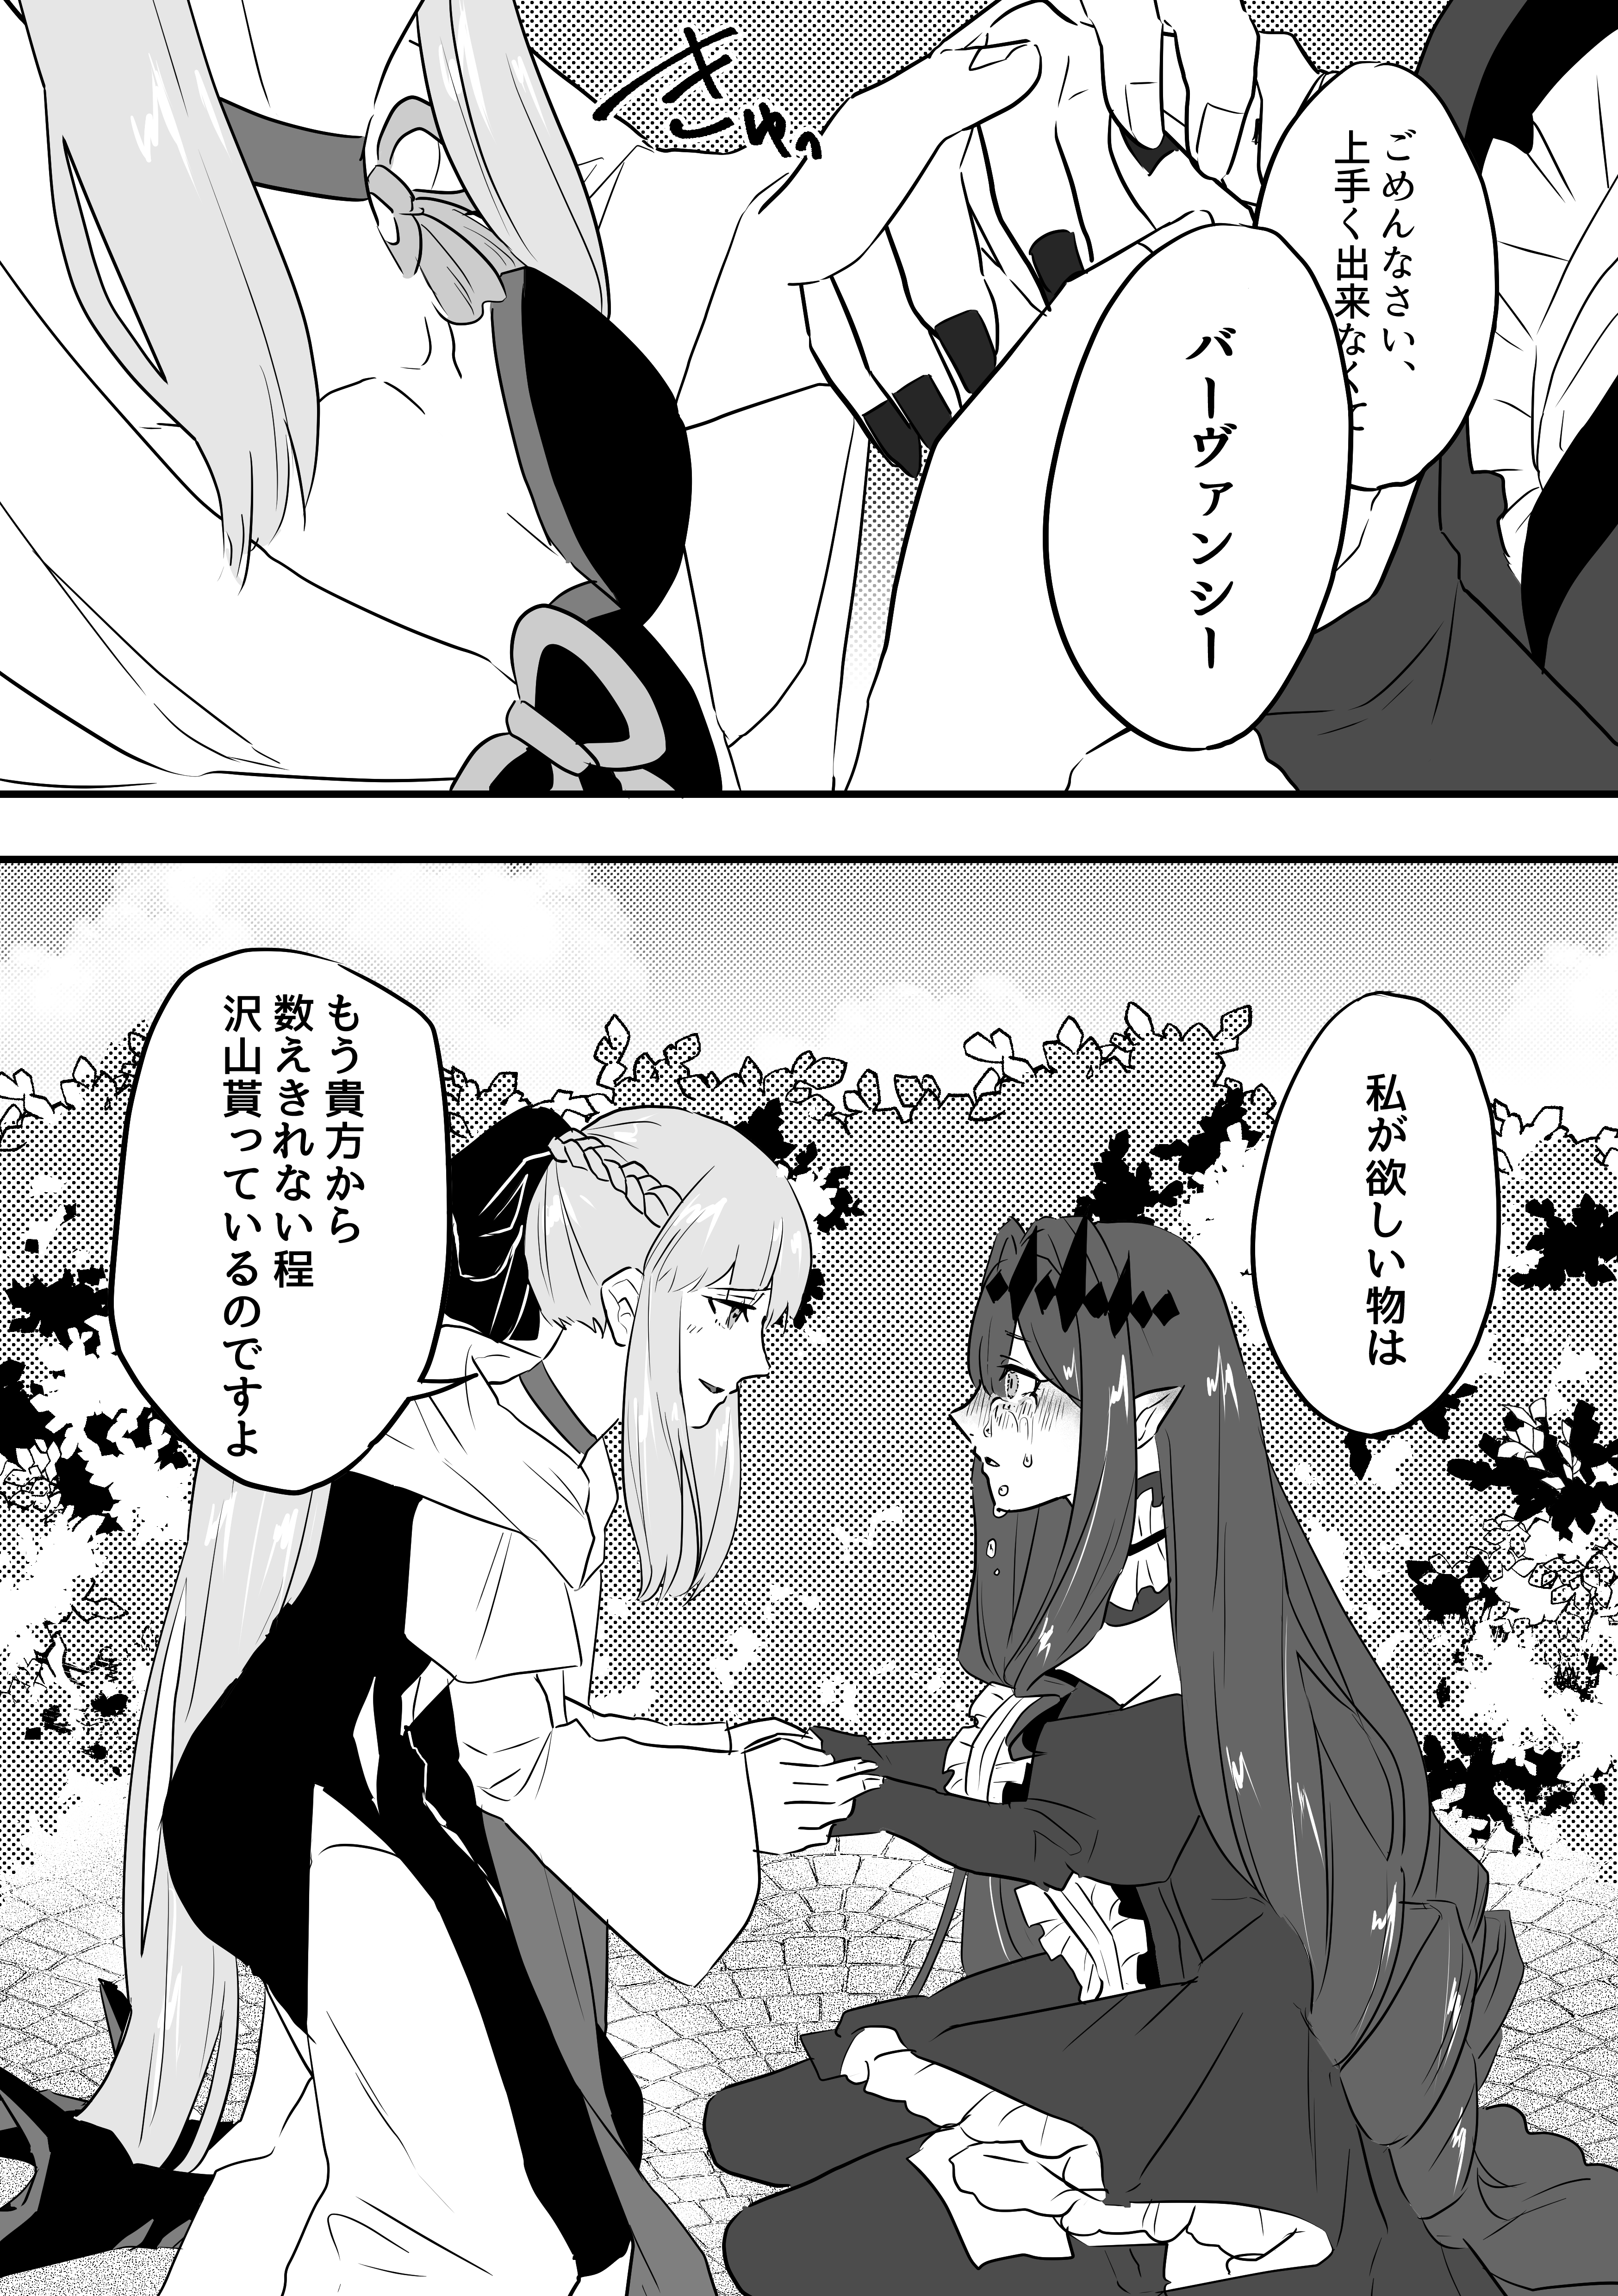 ごめんなさい、
上手く出来なくて
バーヴァンシー
ぎゅっ
私が欲しい物は
もう貴方から
数えきれない程
沢山貰っているのですよ